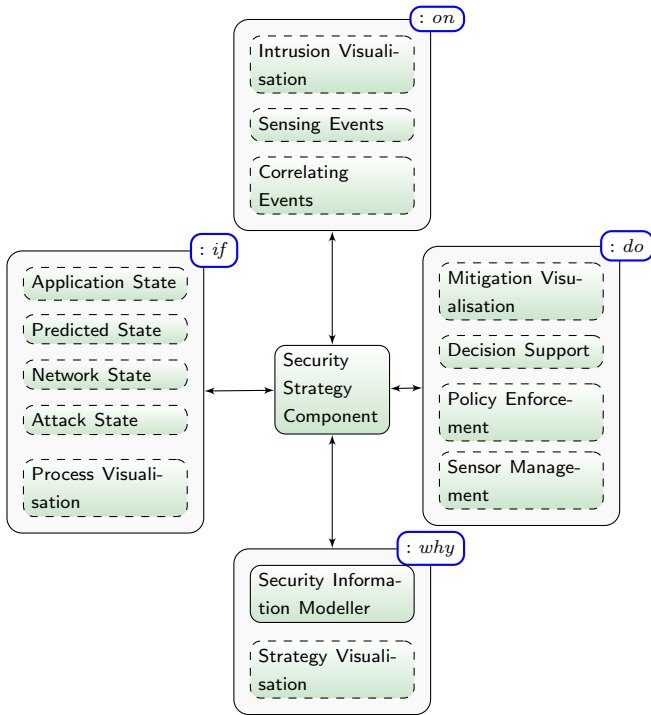 : on
Intrusion Visuali-
sation
Sensing Events
Correlating
Events
: if
Application State
Predicted State
Network State
Attack State
Process Visuali-
sation
Security
Strategy
Component
: do
Mitigation Visu-
alisation
Decision Support
Policy Enforce-
ment
Sensor Manage-
ment
: why
Security Informa-
tion Modeller
Strategy Visuali-
sation